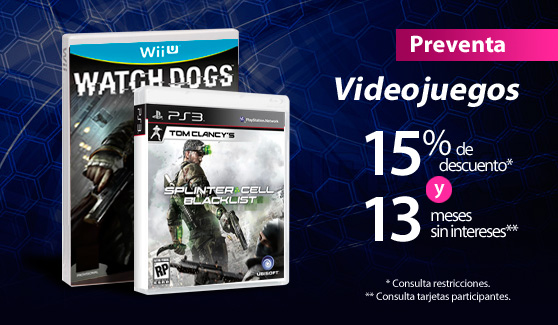 Preventa
Videojuegos
15% de
descuento*
y
13 meses
sin intereses**
* Consulta restricciones.
** Consulta tarjetas participantes.
Wii U
WATCH DOGS
PS3
PlayStation Network
TOM CLANCY'S
SPLINTER CELL
BLACKLIST
RP
UBISOFT